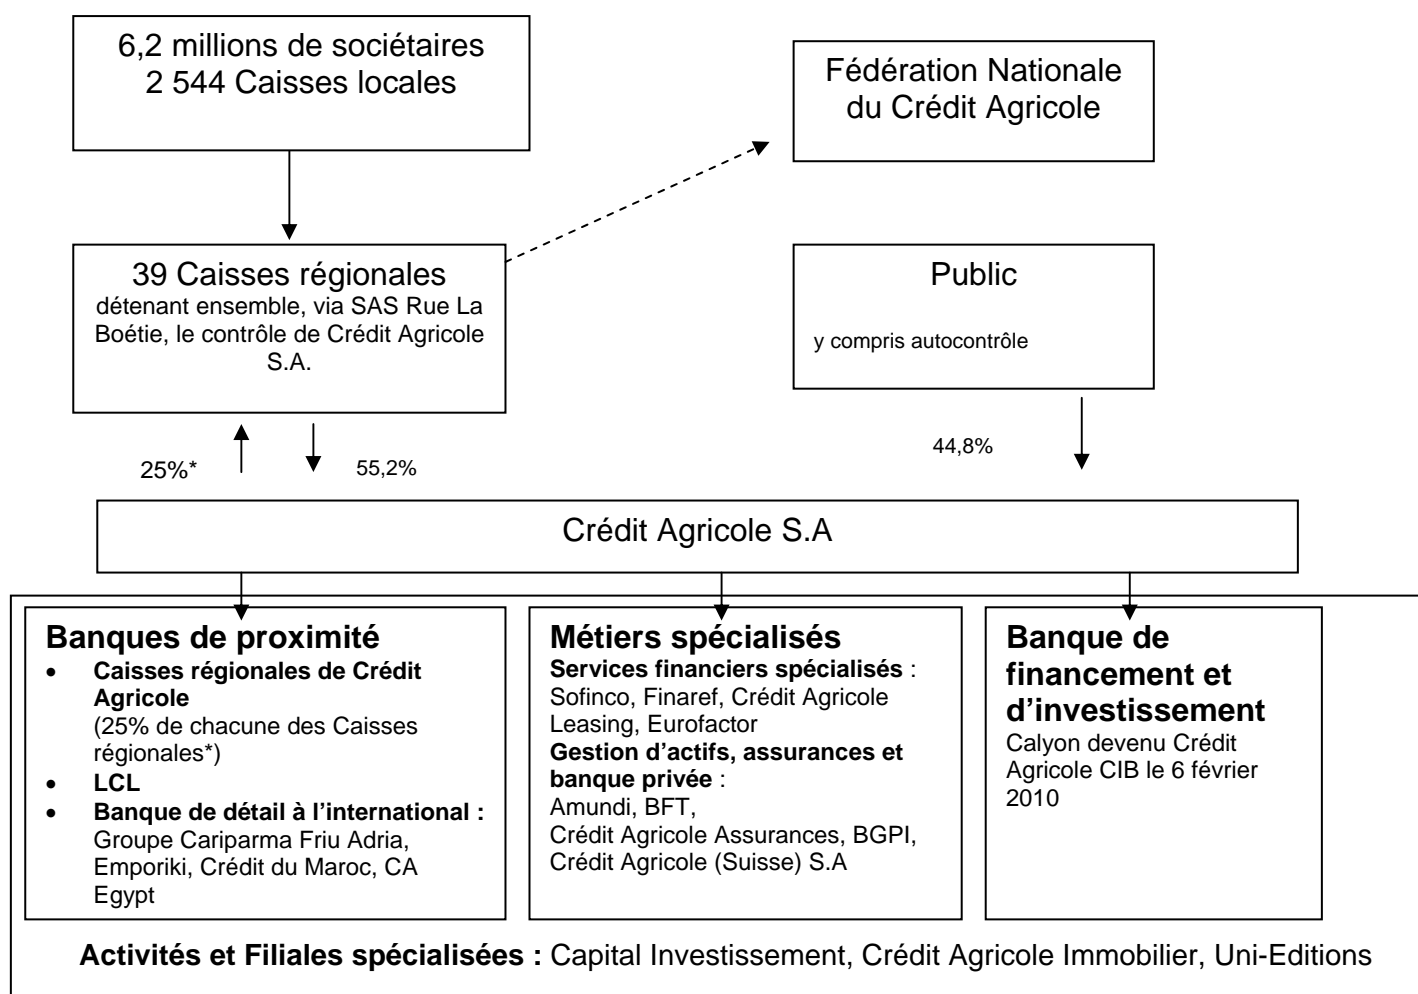 6,2 millions de sociétaires
2 544 Caisses locales
Fédération Nationale
du Crédit Agricole
39 Caisses régionales
détenant ensemble, via SAS Rue La
Boétie, le contrôle de Crédit Agricole
S.A.
Public
y compris autocontrôle
25%*
55,2%
44,8%
Crédit Agricole S.A
Banques de proximité
• Caisses régionales de Crédit
Agricole
(25% de chacune des Caisses
régionales*)
• LCL
• Banque de détail à l’international :
Groupe Cariparma Friu Adria,
Emporiki, Crédit du Maroc, CA
Egypt
Métiers spécialisés
Services financiers spécialisés :
Sofinco, Finaref, Crédit Agricole
Leasing, Eurofactor
Gestion d’actifs, assurances et
banque privée :
Amundi, BFT,
Crédit Agricole Assurances, BGPI,
Crédit Agricole (Suisse) S.A
Banque de
financement et
d’investissement
Calyon devenu Crédit
Agricole CIB le 6 février
2010
Activités et Filiales spécialisées : Capital Investissement, Crédit Agricole Immobilier, Uni-Editions